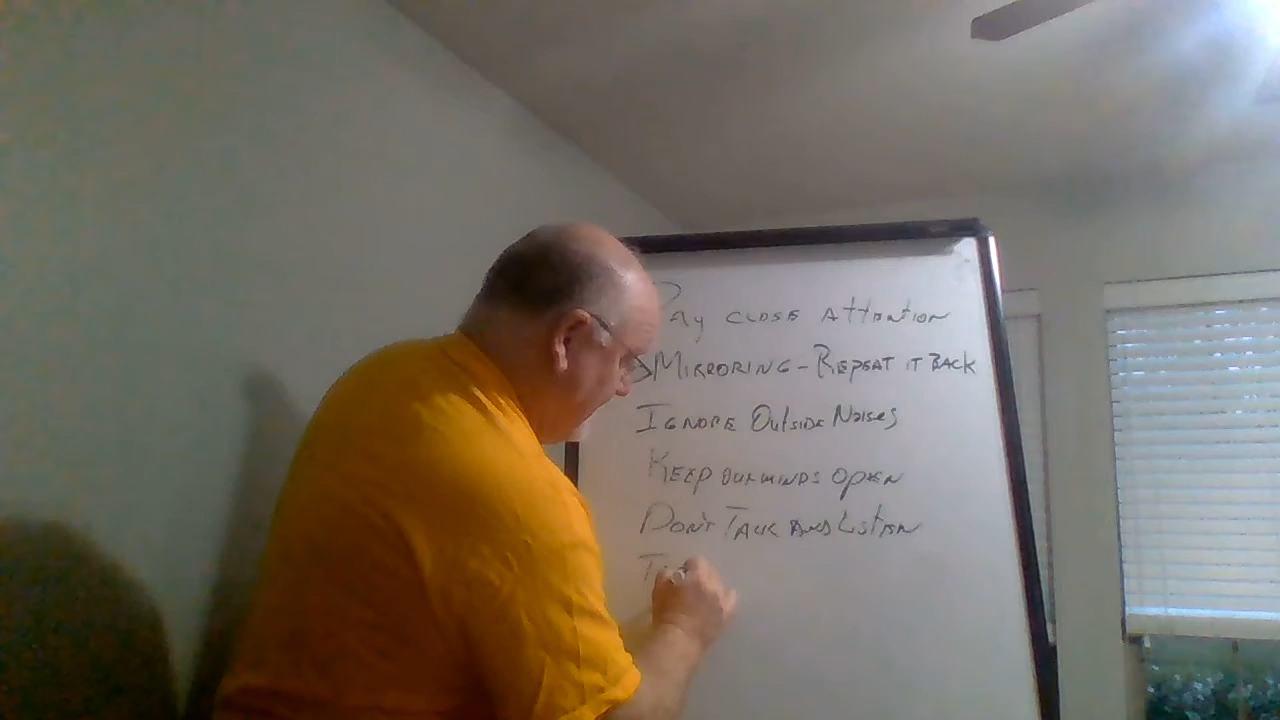 Pay close Attention
MIRRORING - REPEAT IT BACK
IGNORE OUTSIDE NOISES
KEEP OUR MINDS OPEN
DON'T TALK AND LISTEN